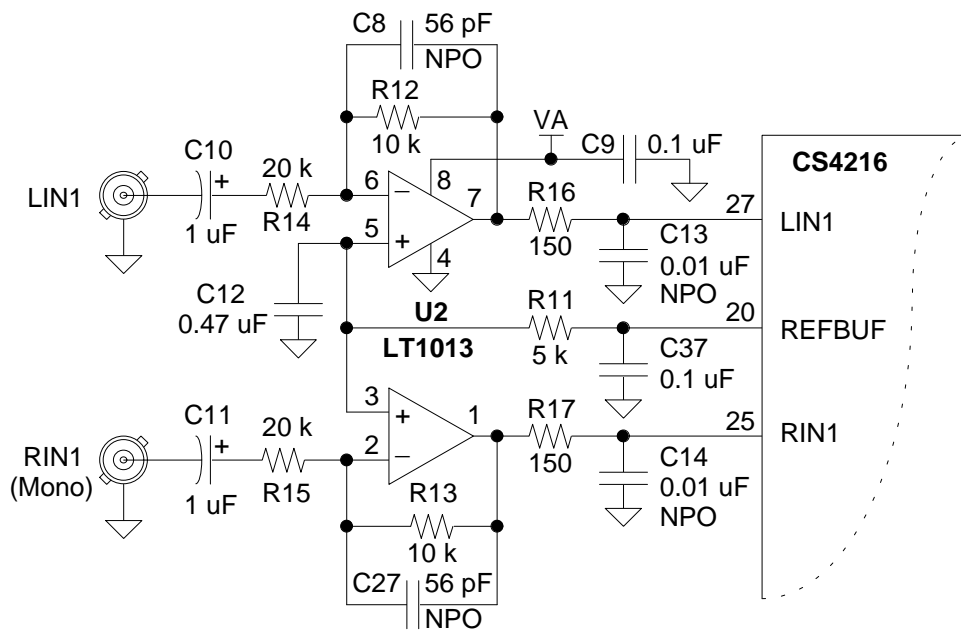 C8
56 pF
NPO
R12
10 k
VA
C9
0.1 uF
CS4216
C10
+
1 uF
20 k
R14
LIN1
6
−
8
7
5
+
4
R16
150
27
LIN1
C13
0.01 uF
NPO
C12
0.47 uF
U2
LT1013
R11
5 k
20
REFBUF
C37
0.1 uF
3
+
1
2
−
R17
150
25
RIN1
C14
0.01 uF
NPO
C11
+
1 uF
20 k
R15
RIN1
(Mono)
R13
10 k
C27
56 pF
NPO